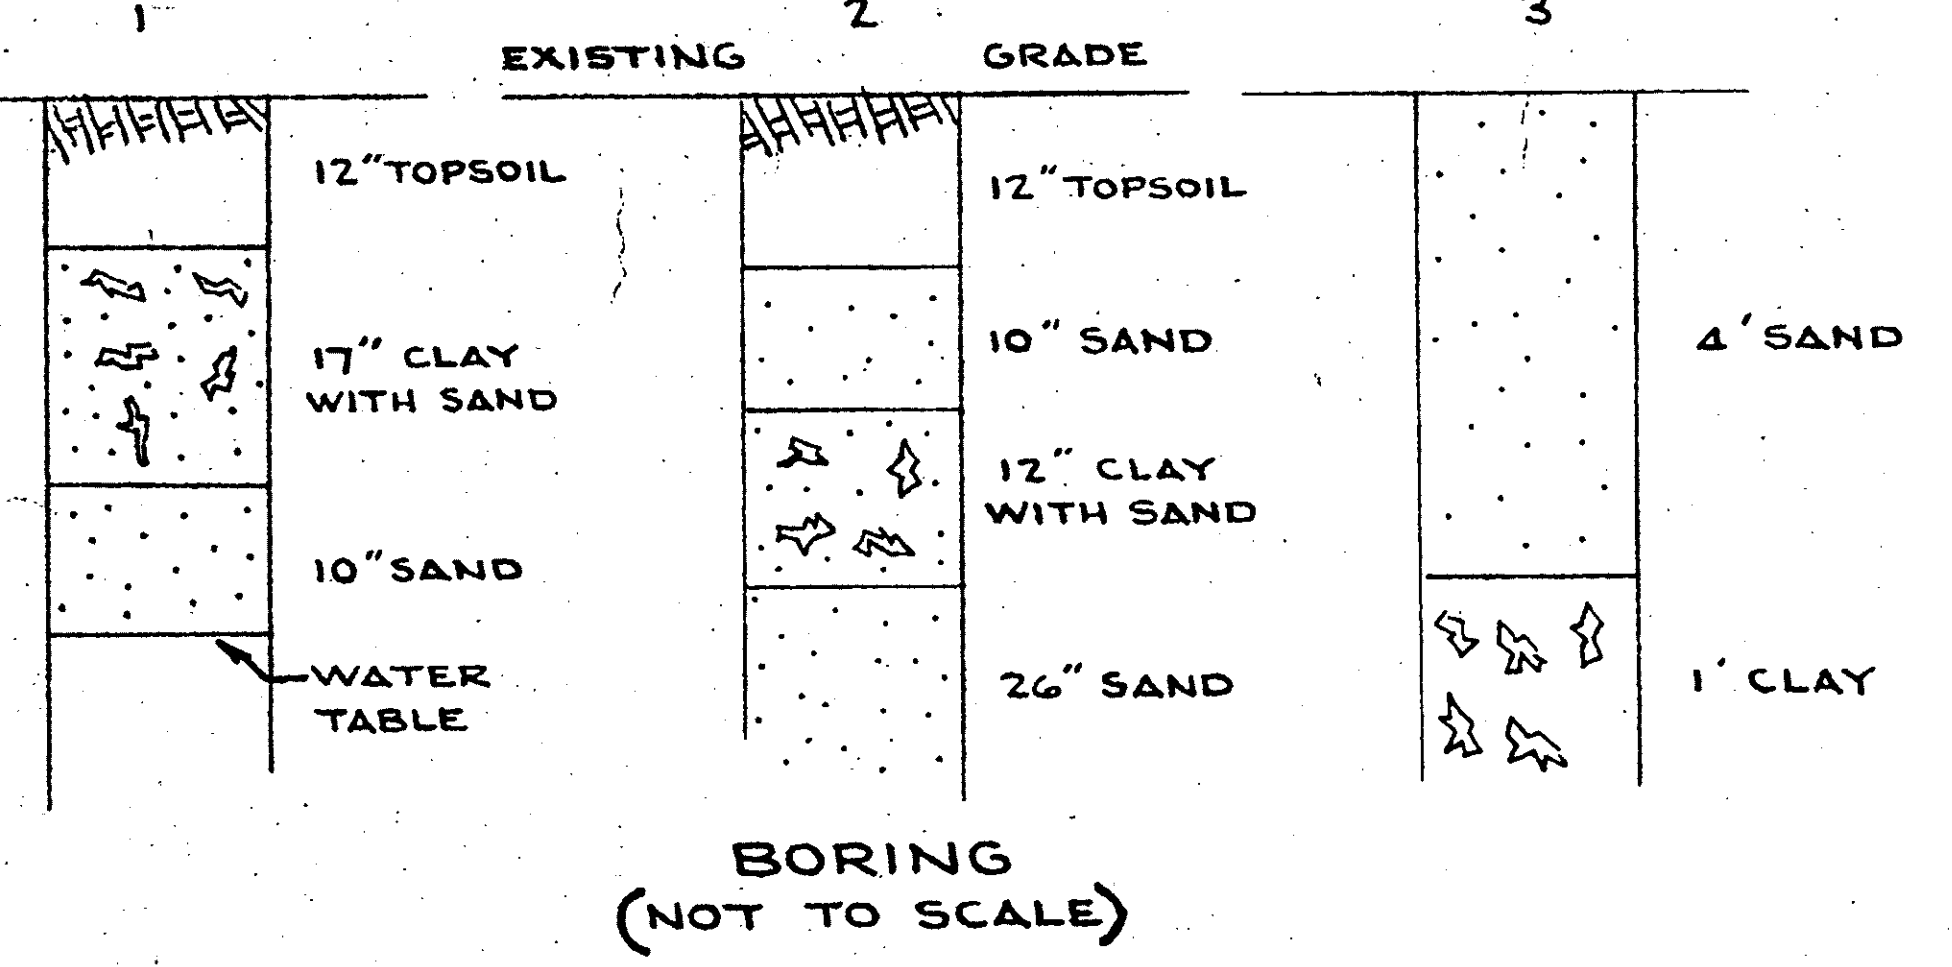 1
2
3
EXISTING GRADE
12" TOPSOIL
17" CLAY
WITH SAND
10" SAND
WATER
TABLE
12" TOPSOIL
10" SAND
12" CLAY
WITH SAND
26" SAND
4' SAND
1' CLAY
BORING
(NOT TO SCALE)